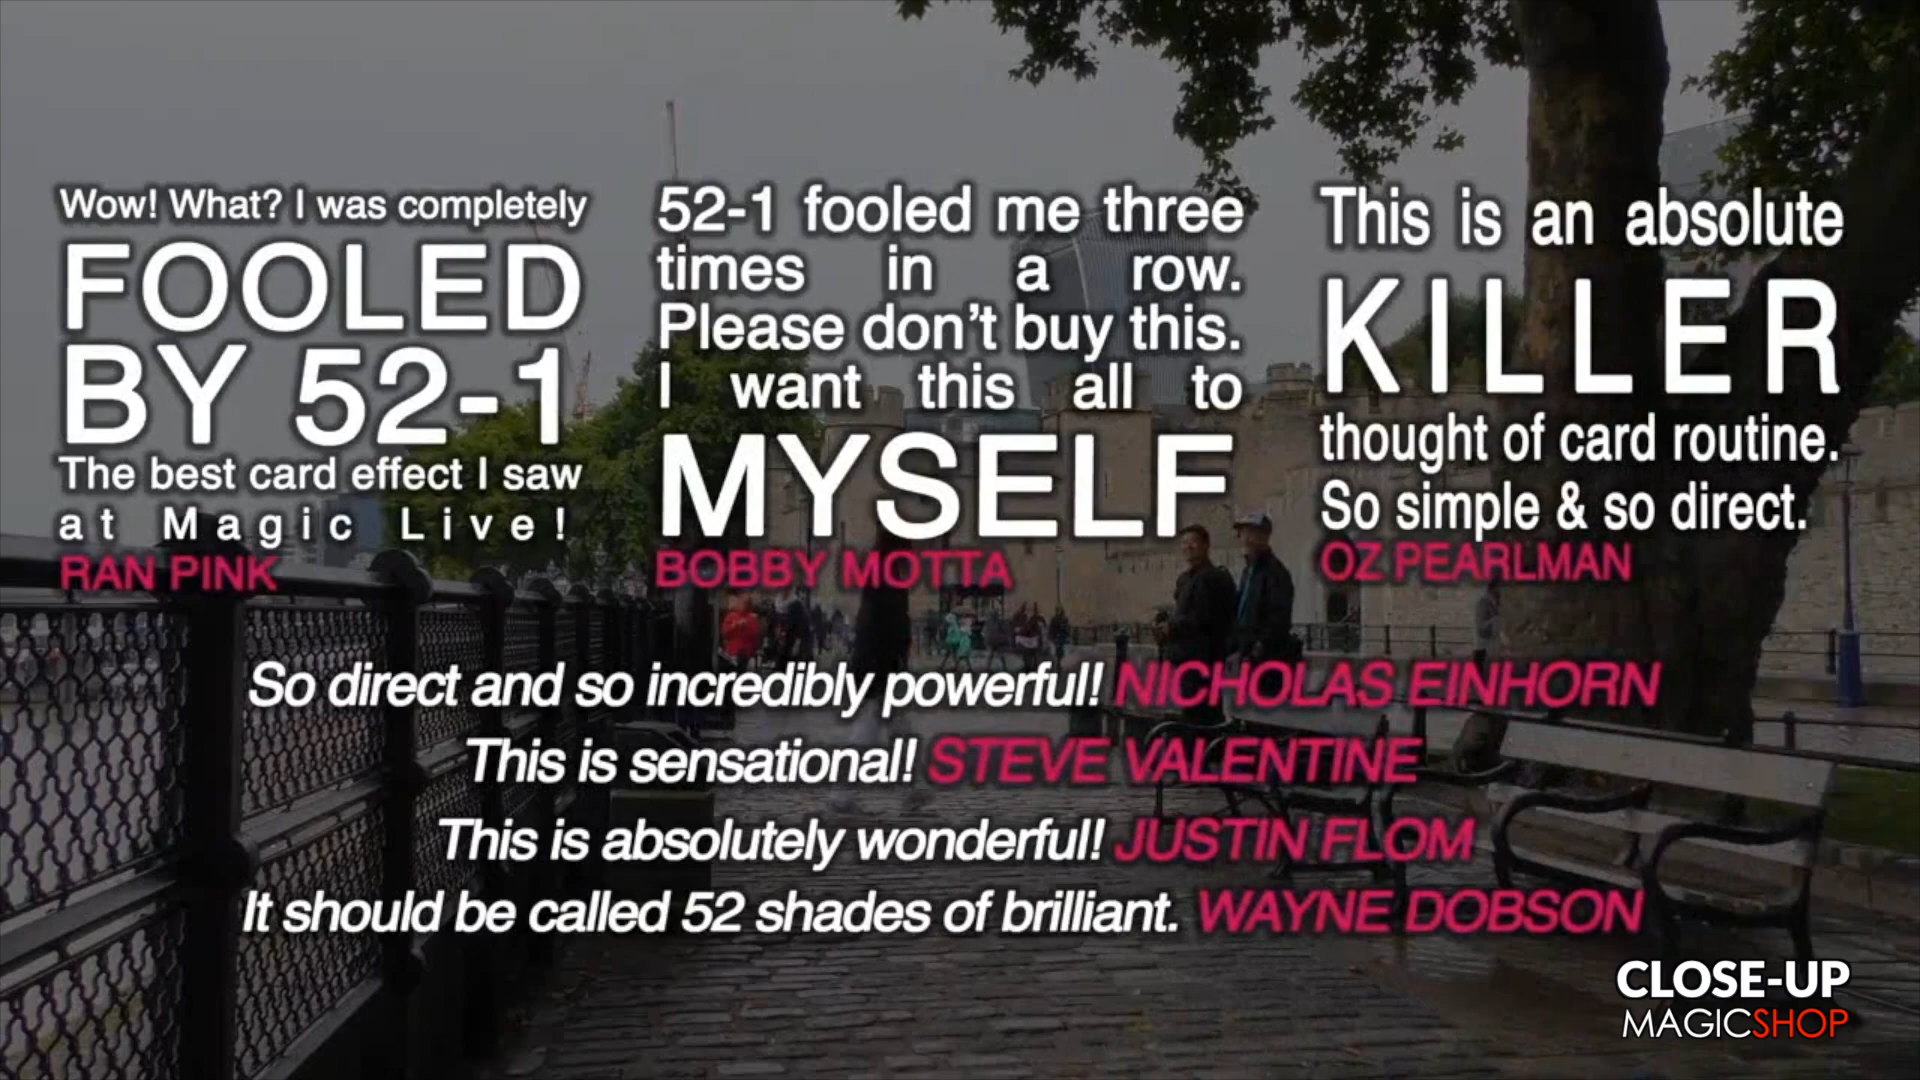 Wow! What? I was completely
FOOLED
BY 52-1
The best card effect I saw
at Magic Live!
RAN PINK
52-1 fooled me three
times in a row.
Please don't buy this.
I want this all to
MYSELF
BOBBY MOTTA
This is an absolute
KILLER
thought of card routine.
So simple & so direct.
OZ PEARLMAN
So direct and so incredibly powerful! NICHOLAS EINHORN
This is sensational! STEVE VALENTINE
This is absolutely wonderful! JUSTIN FLOM
It should be called 52 shades of brilliant. WAYNE DOBSON
CLOSE-UP
MAGICSHOP